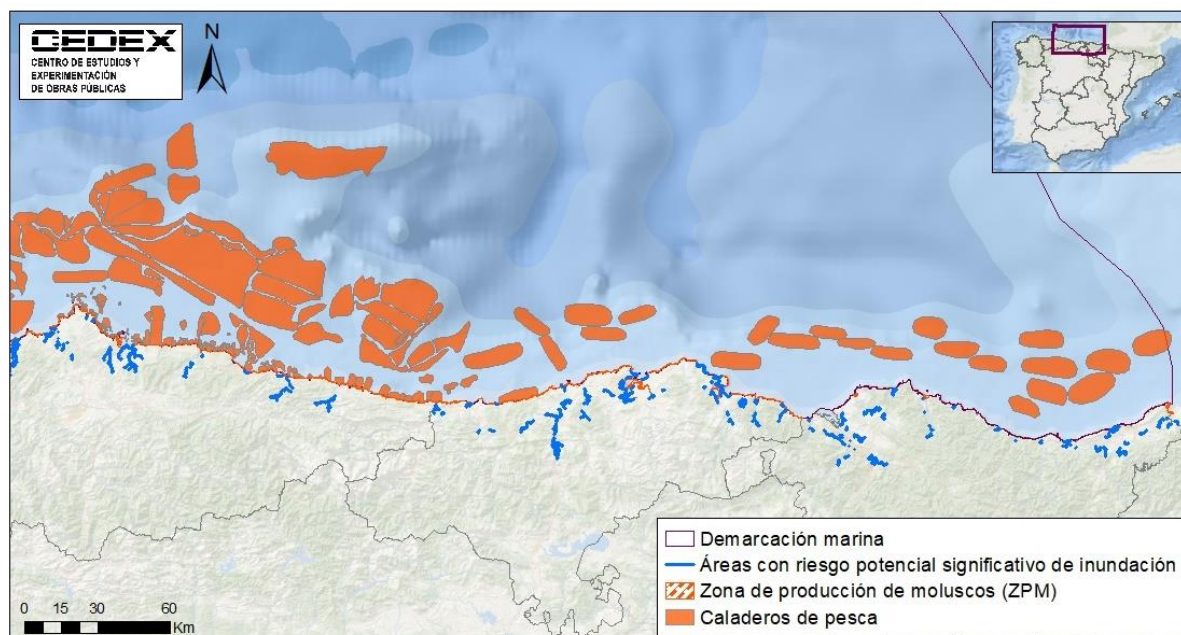 CEDEX
CENTRO DE ESTUDIOS Y
EXPERIMENTACIÓN
DE OBRAS PÚBLICAS
N
Demarcación marina
Áreas con riesgo potencial significativo de inundación
Zona de producción de moluscos (ZPM)
Caladeros de pesca
0 15 30 60
Km